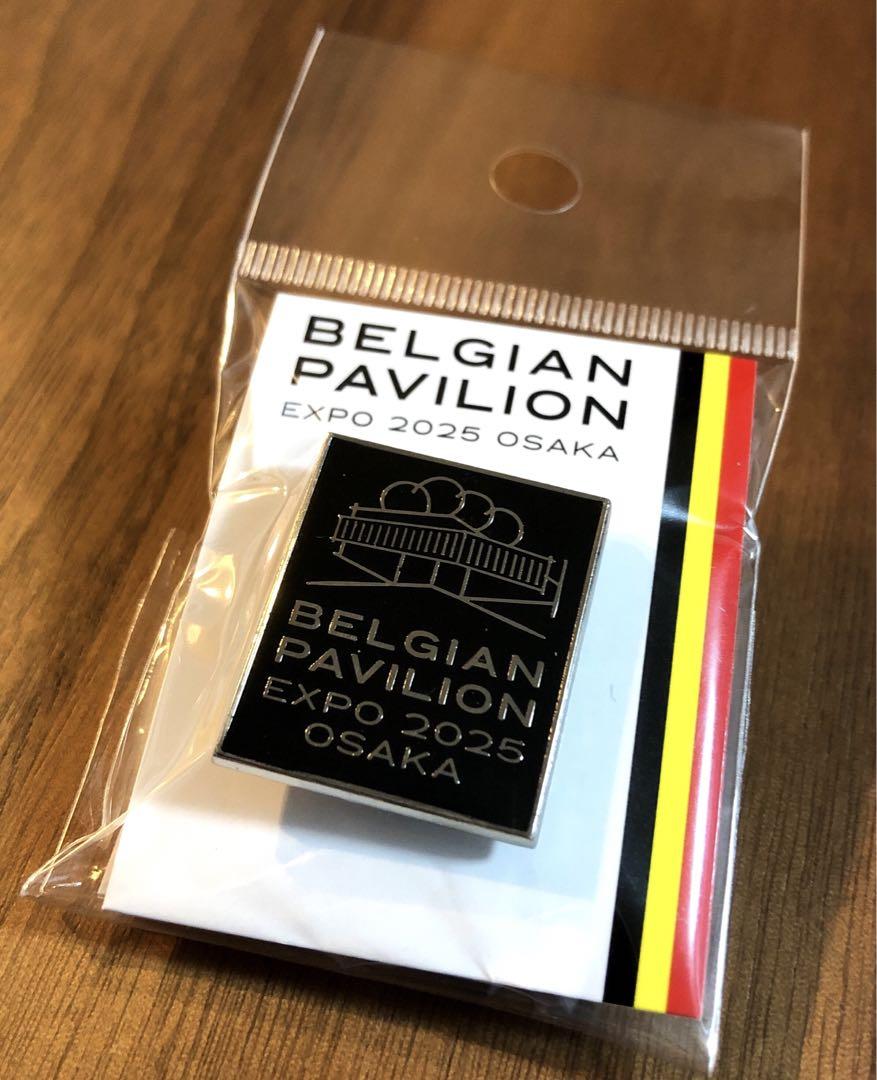 BELGIAN
PAVILION
EXPO 2025 OSAKA
BELGIAN
PAVILION
EXPO 2025
OSAKA